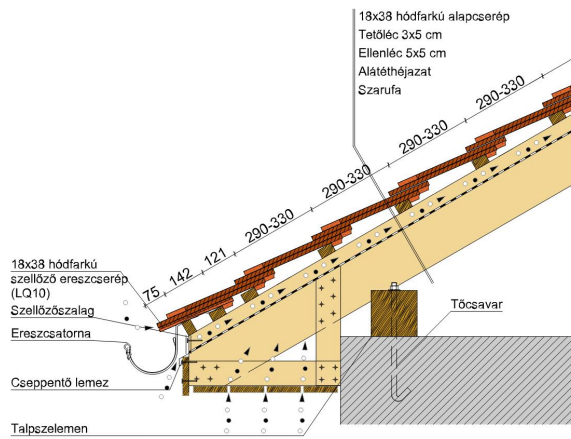 18x38 hódfarkú alapcserép
Tetőléc 3x5 cm
Ellenléc 5x5 cm
Alátéthéjazat
Szarufa
290-330
290-330
290-330
290-330
121
142
75
18x38 hódfarkú
szellőző ereszcserép
(LQ10)
Szellőzőszalag
Ereszcsatorna
Cseppentő lemez
Talpszelemen
Tőcsavar